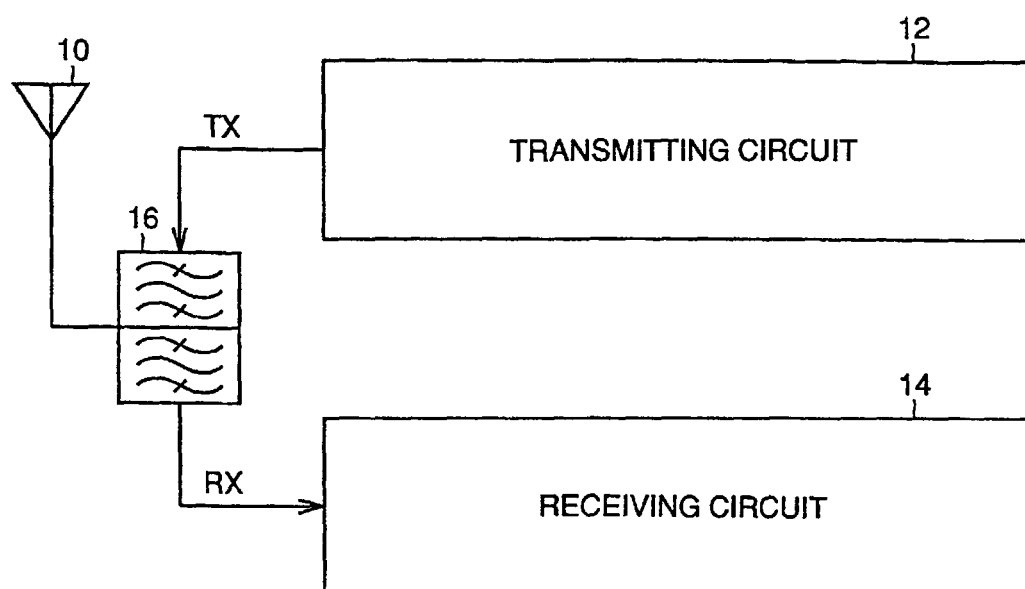 10
12
TX
TRANSMITTING CIRCUIT
16
14
RX
RECEIVING CIRCUIT